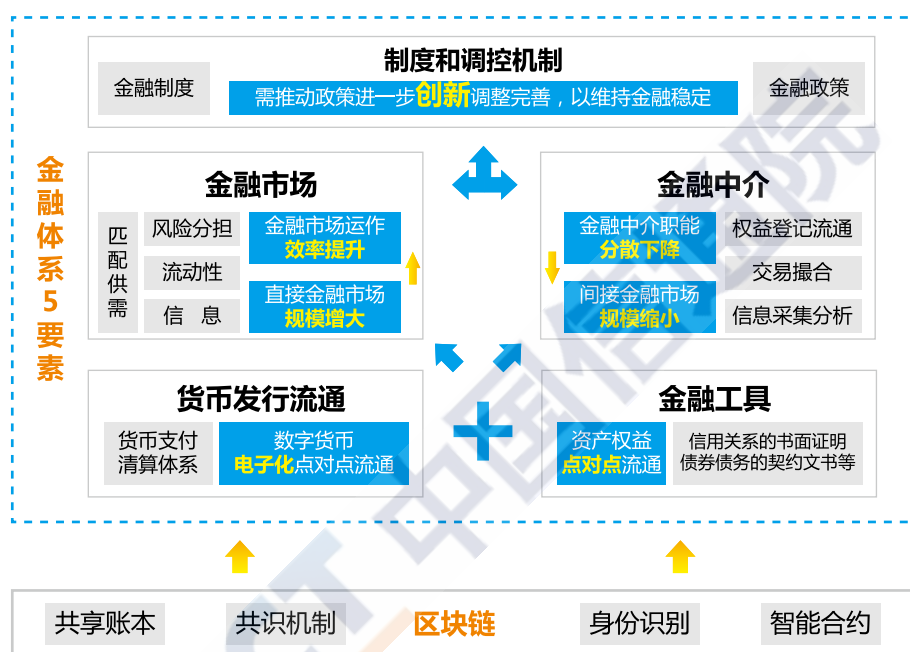 制度和调控机制
金融制度
需推动政策进一步创新调整完善，以维持金融稳定
金融政策
金融体系5要素
金融市场
匹配供需
风险分担
流动性
信 息
金融市场运作
效率提升
直接金融市场
规模增大
金融中介
金融中介职能
分散下降
间接金融市场
规模缩小
权益登记流通
交易撮合
信息采集分析
货币发行流通
货币支付
清算体系
数字货币
电子化点对点流通
金融工具
资产权益
点对点流通
信用关系的书面证明
债券债务的契约文书等
共享账本
共识机制
区块链
身份识别
智能合约
中国信通院